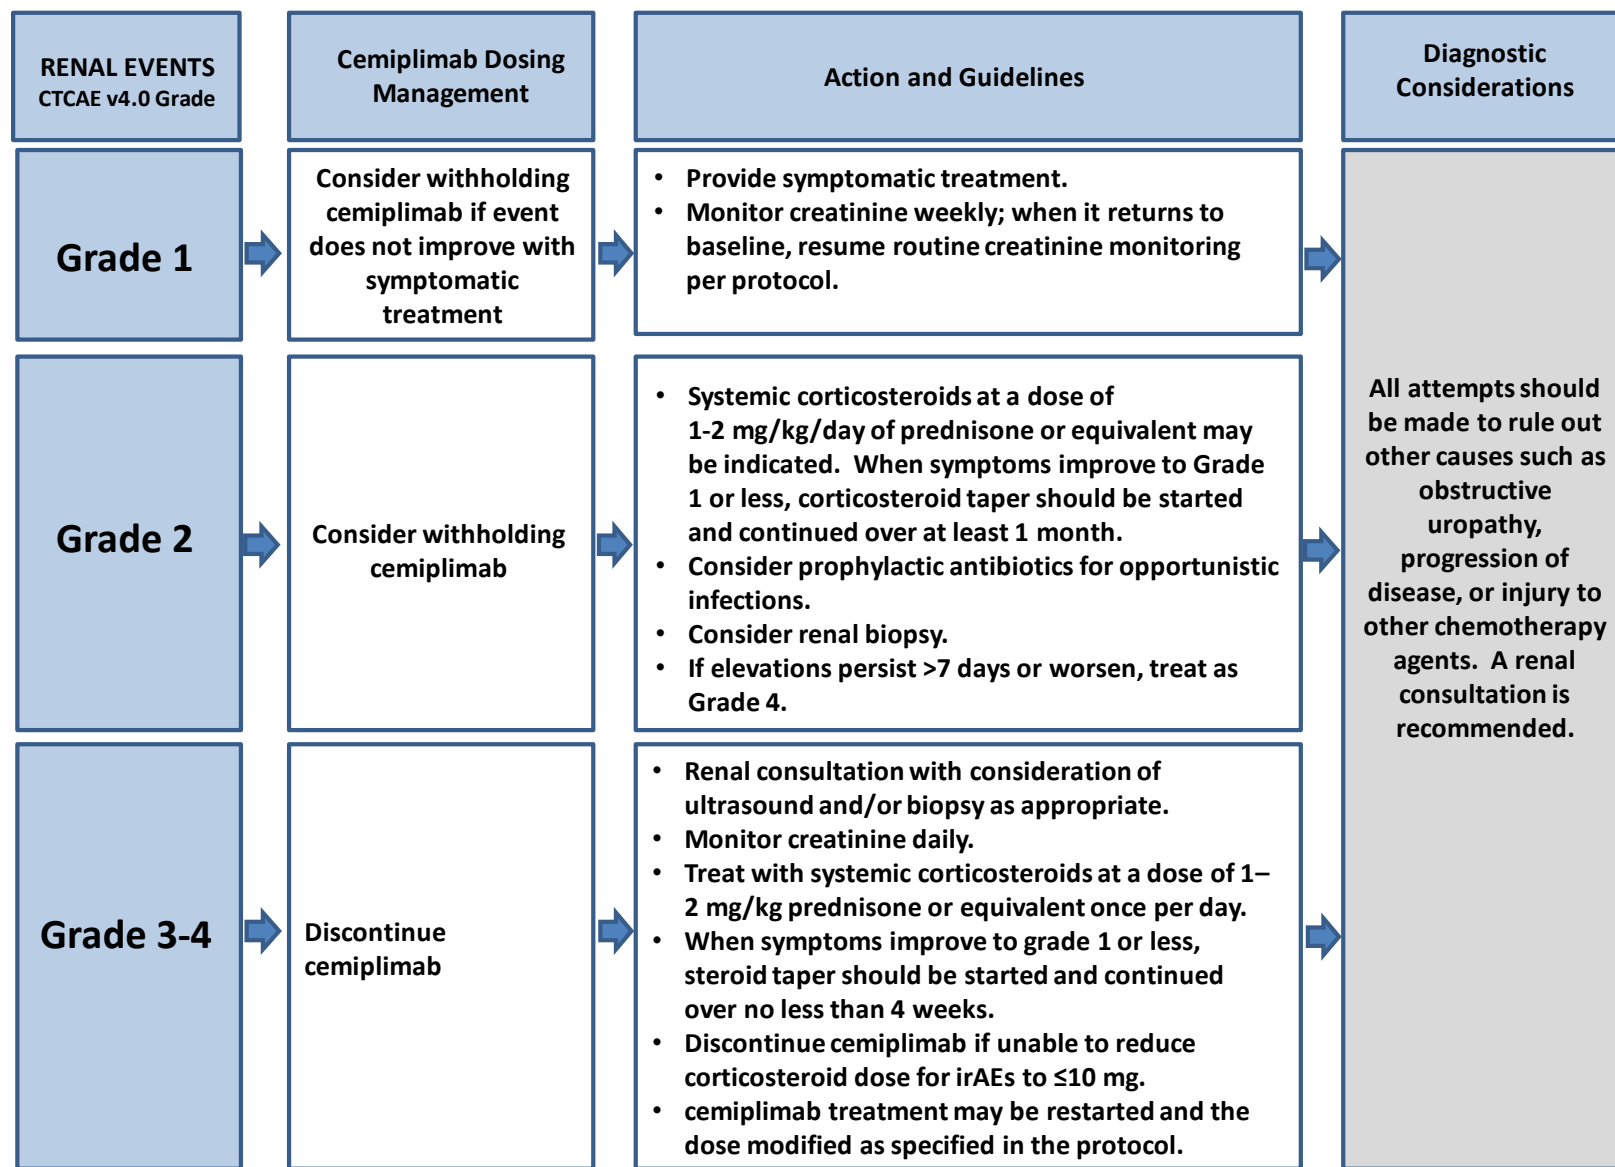 RENAL EVENTS
CTCAE v4.0 Grade
Cemiplimab Dosing
Management
Action and Guidelines
Diagnostic
Considerations
Grade 1
Consider withholding
cemiplimab if event
does not improve with
symptomatic
treatment
• Provide symptomatic treatment.
• Monitor creatinine weekly; when it returns to
baseline, resume routine creatinine monitoring
per protocol.
Grade 2
Consider withholding
cemiplimab
• Systemic corticosteroids at a dose of
1-2 mg/kg/day of prednisone or equivalent may
be indicated.  When symptoms improve to Grade
1 or less, corticosteroid taper should be started
and continued over at least 1 month.
• Consider prophylactic antibiotics for opportunistic
infections.
• Consider renal biopsy.
• If elevations persist >7 days or worsen, treat as
Grade 4.
Grade 3-4
Discontinue
cemiplimab
• Renal consultation with consideration of
ultrasound and/or biopsy as appropriate.
• Monitor creatinine daily.
• Treat with systemic corticosteroids at a dose of 1–
2 mg/kg prednisone or equivalent once per day.
• When symptoms improve to grade 1 or less,
steroid taper should be started and continued
over no less than 4 weeks.
• Discontinue cemiplimab if unable to reduce
corticosteroid dose for irAEs to ≤10 mg.
• cemiplimab treatment may be restarted and the
dose modified as specified in the protocol.
All attempts should
be made to rule out
other causes such as
obstructive
uropathy,
progression of
disease, or injury to
other chemotherapy
agents.  A renal
consultation is
recommended.